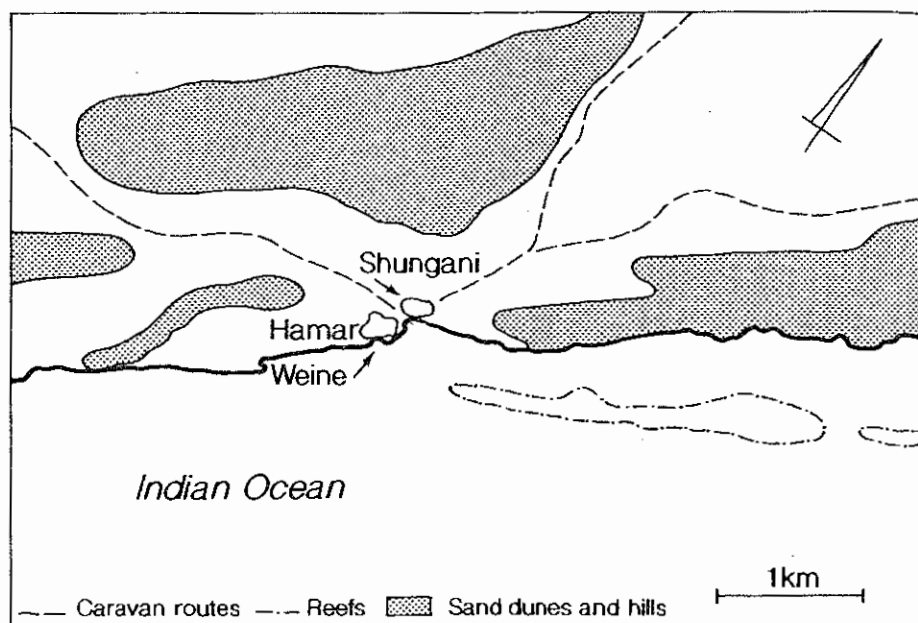 Shungani
Hamar
Weine
Indian Ocean
1km
Caravan routes
Reefs
Sand dunes and hills